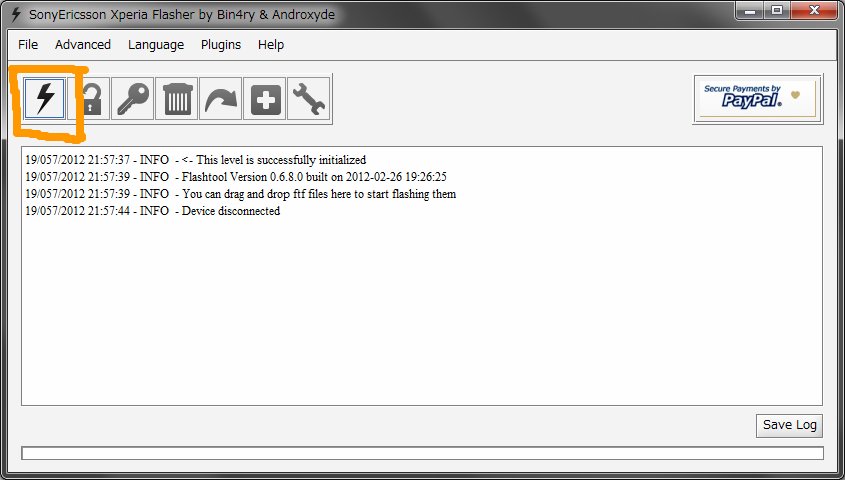 SonyEricsson Xperia Flasher by Bin4ry & Androxyde
File Advanced Language Plugins Help
Secure Payments by
PayPal.
19/057/2012 21:57:37 - INFO - <- This level is successfully initialized
19/057/2012 21:57:39 - INFO - Flashtool Version 0.6.8.0 built on 2012-02-26 19:26:25
19/057/2012 21:57:39 - INFO - You can drag and drop ftf files here to start flashing them
19/057/2012 21:57:44 - INFO - Device disconnected
Save Log